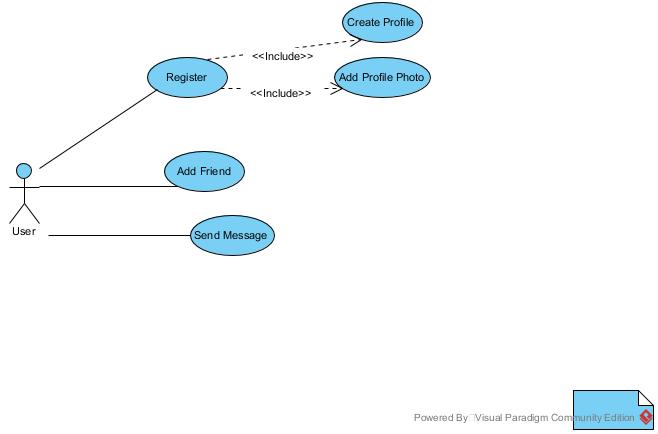 Create Profile
<<Include>>
Register
Add Profile Photo
<<Include>>
Add Friend
User
Send Message
Powered By Visual Paradigm Community Edition